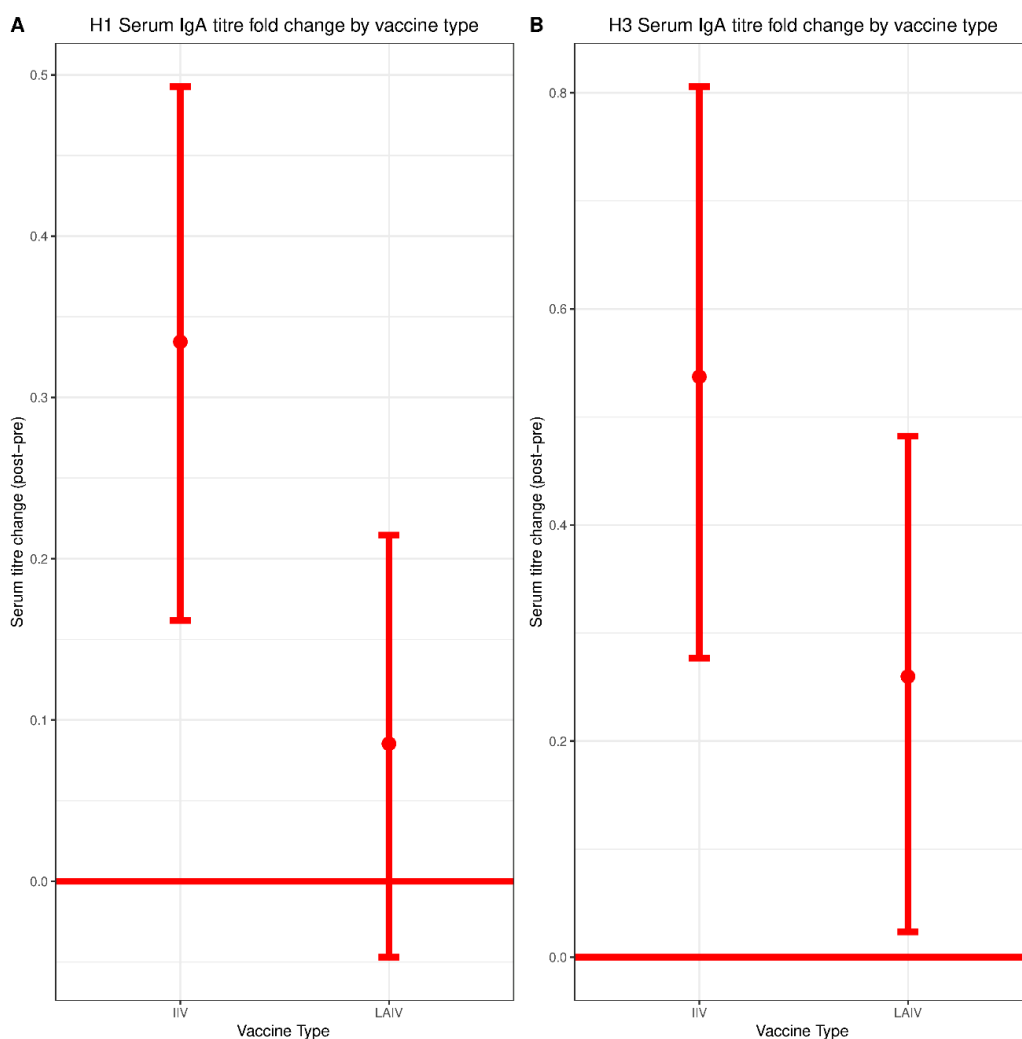 A
H1 Serum IgA titre fold change by vaccine type
Serum titre change (post−pre)
0.5
0.4
0.3
0.2
0.1
0.0
IIV
LAIV
Vaccine Type
B
H3 Serum IgA titre fold change by vaccine type
Serum titre change (post−pre)
0.8
0.6
0.4
0.2
0.0
IIV
LAIV
Vaccine Type